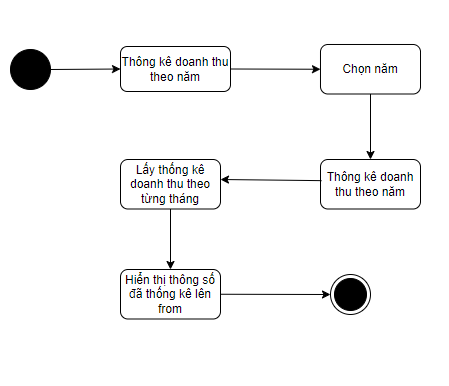 Thông kê doanh thu
theo năm
Chọn năm
Thông kê doanh
thu theo năm
Lấy thống kê
doanh thu theo
từng tháng
Hiển thị thông số
đã thống kê lên
from